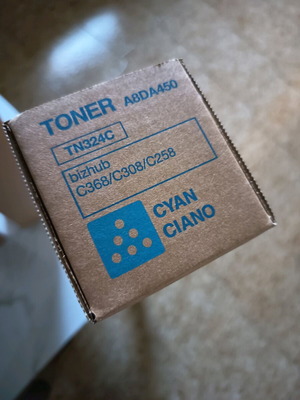 TONER A8DA450
TN324C
bizhub
C368/C308/C258
CYAN
CIANO